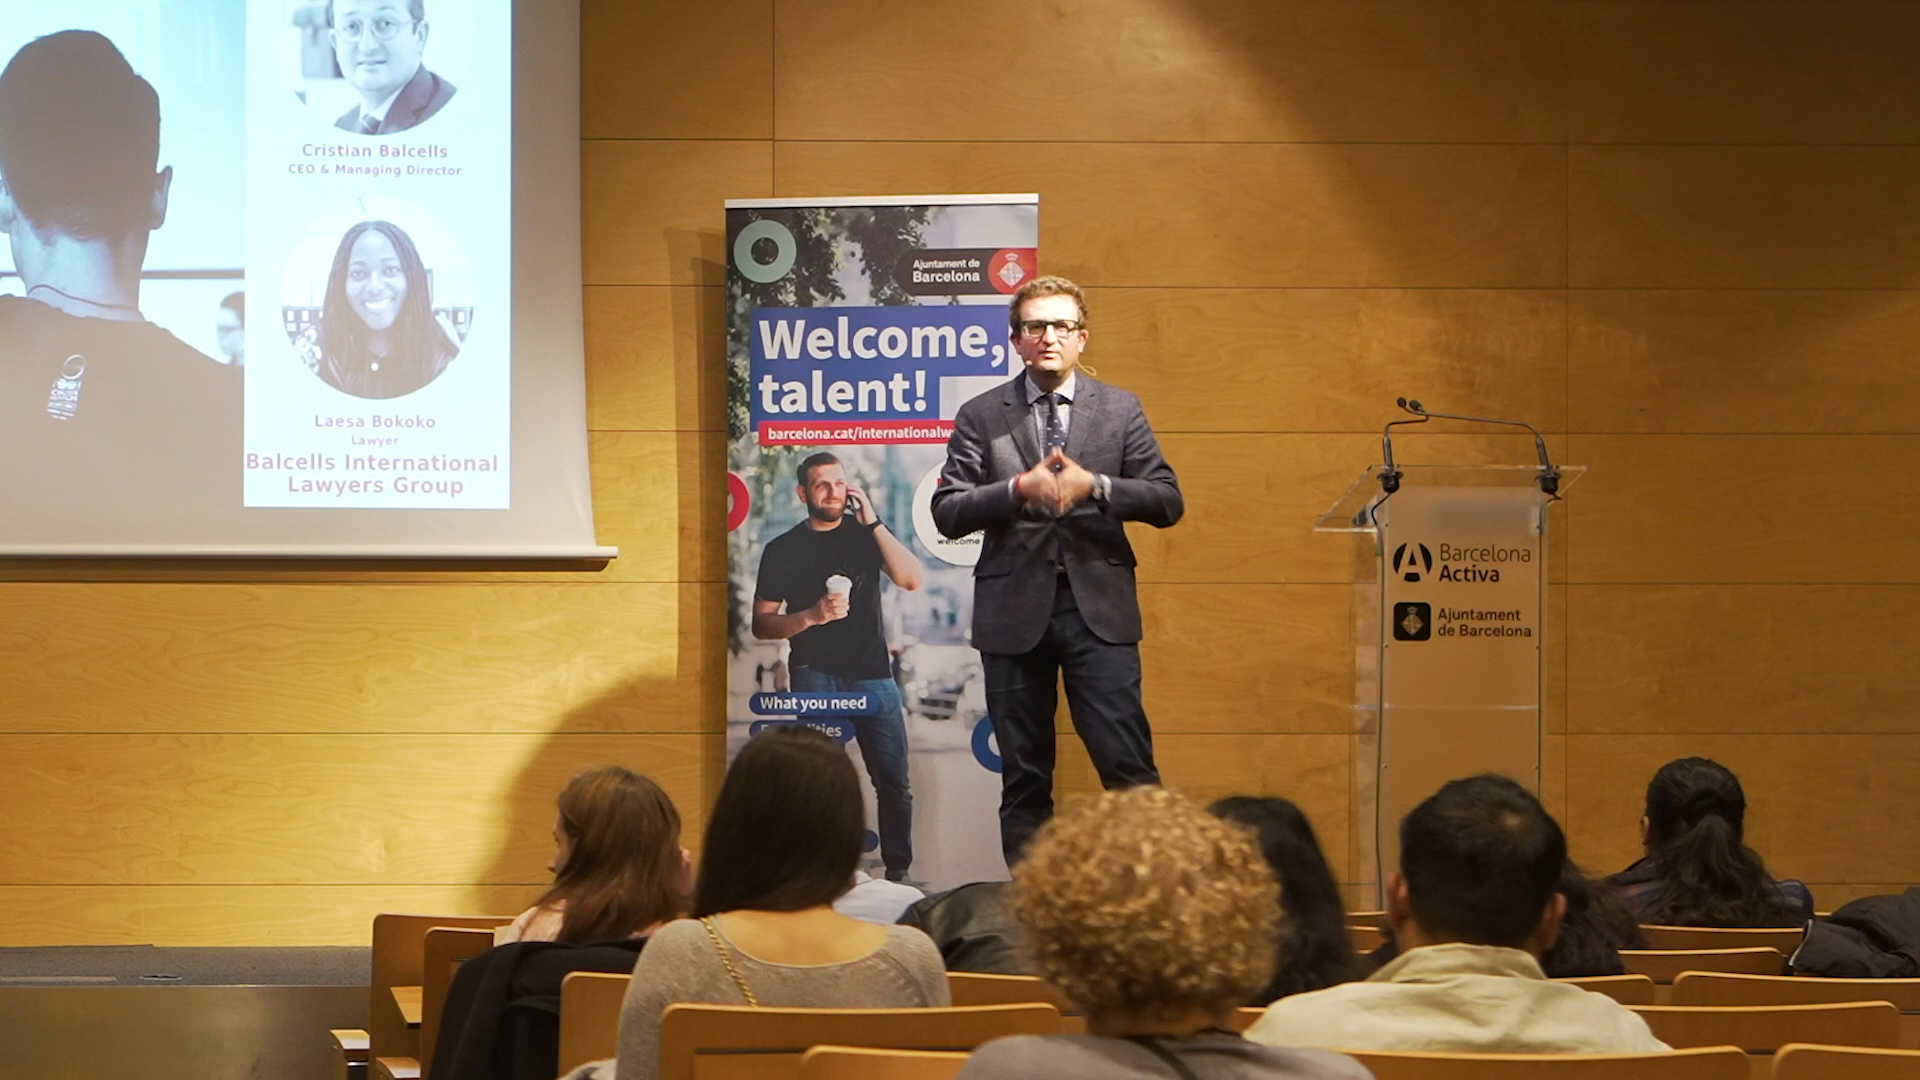 Cristian Balcells
CEO & Managing Director
Laesa Bokoko
Lawyer
Balcells International
Lawyers Group
Ajuntament de
Barcelona
Welcome,
talent!
barcelona.cat/internationalw
welcome
What you need
Barcelona
Activa
Ajuntament
de Barcelona